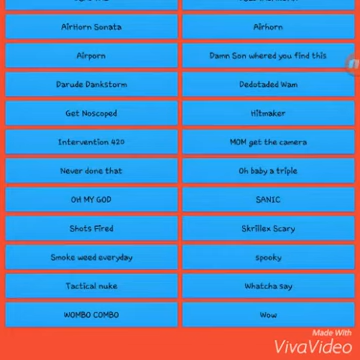 AirHorn Sonata
Airhorn
Airporn
Damn Son where'd you find this
Darude Dankstorm
Dedotaded Wam
Get Noscoped
Hitmaker
Intervention 420
MOM get the camera
Never done that
Oh baby a triple
OH MY GOD
SANIC
Shots Fired
Skrillex Scary
Smoke weed everyday
spooky
Tactical nuke
Whatcha say
WOMBO COMBO
Wow
Made With
VivaVideo